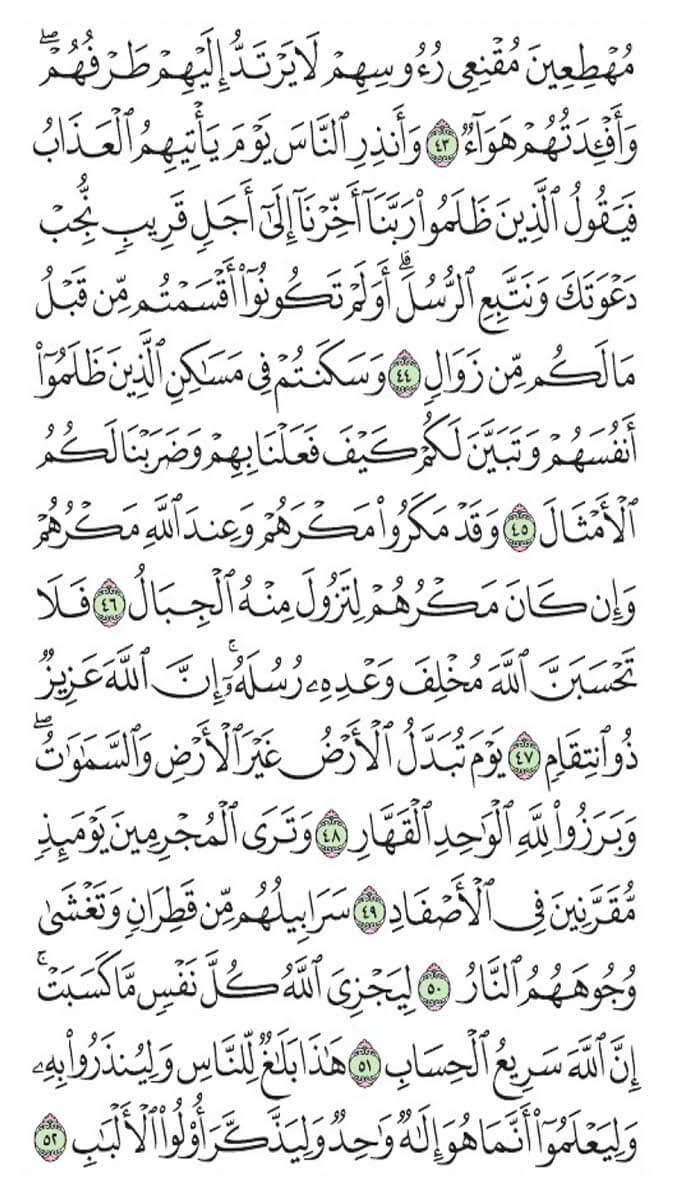 مُهۡطِعِينَ مُقۡنِعِي رُءُوسِهِمۡ لَا يَرۡتَدُّ إِلَيۡهِمۡ طَرۡفُهُمۡۖ
وَأَفۡـِٔدَتُهُمۡ هَوَآءٞ ٤٣ وَأَنذِرِ ٱلنَّاسَ يَوۡمَ يَأۡتِيهِمُ ٱلۡعَذَابُ
فَيَقُولُ ٱلَّذِينَ ظَلَمُواْ رَبَّنَآ أَخِّرۡنَآ إِلَىٰٓ أَجَلٖ قَرِيبٖ نُّجِبۡ
دَعۡوَتَكَ وَنَتَّبِعِ ٱلرُّسُلَۗ أَوَلَمۡ تَكُونُوٓاْ أَقۡسَمۡتُم مِّن قَبۡلُ
مَا لَكُم مِّن زَوَالٖ ٤٤ وَسَكَنتُمۡ فِي مَسَٰكِنِ ٱلَّذِينَ ظَلَمُوٓاْ
أَنفُسَهُمۡ وَتَبَيَّنَ لَكُمۡ كَيۡفَ فَعَلۡنَا بِهِمۡ وَضَرَبۡنَا لَكُمُ
ٱلۡأَمۡثَالَ ٤٥ وَقَدۡ مَكَرُواْ مَكۡرَهُمۡ وَعِندَ ٱللَّهِ مَكۡرُهُمۡ
وَإِن كَانَ مَكۡرُهُمۡ لِتَزُولَ مِنۡهُ ٱلۡجِبَالُ ٤٦ فَلَا
تَحۡسَبَنَّ ٱللَّهَ مُخۡلِفَ وَعۡدِهِۦ رُسُلَهُۥٓۚ إِنَّ ٱللَّهَ عَزِيزٞ
ذُو ٱنتِقَامٖ ٤٧ يَوۡمَ تُبَدَّلُ ٱلۡأَرۡضُ غَيۡرَ ٱلۡأَرۡضِ وَٱلسَّمَٰوَٰتُۖ
وَبَرَزُواْ لِلَّهِ ٱلۡوَٰحِدِ ٱلۡقَهَّارِ ٤٨ وَتَرَى ٱلۡمُجۡرِمِينَ يَوۡمَئِذٖ
مُّقَرَّنِينَ فِي ٱلۡأَصۡفَادِ ٤٩ سَرَابِيلُهُم مِّن قَطِرَانٖ وَتَغۡشَىٰ
وُجُوهَهُمُ ٱلنَّارُ ٥٠ لِيَجۡزِيَ ٱللَّهُ كُلَّ نَفۡسٖ مَّا كَسَبَتۡۚ
إِنَّ ٱللَّهَ سَرِيعُ ٱلۡحِسَابِ ٥١ هَٰذَا بَلَٰغٞ لِّلنَّاسِ وَلِيُنذَرُواْ بِهِۦ
وَلِيَعۡلَمُوٓاْ أَنَّمَا هُوَ إِلَٰهٞ وَٰحِدٞ وَلِيَذَّكَّرَ أُوْلُواْ ٱلۡأَلۡبَٰبِ ٥٢